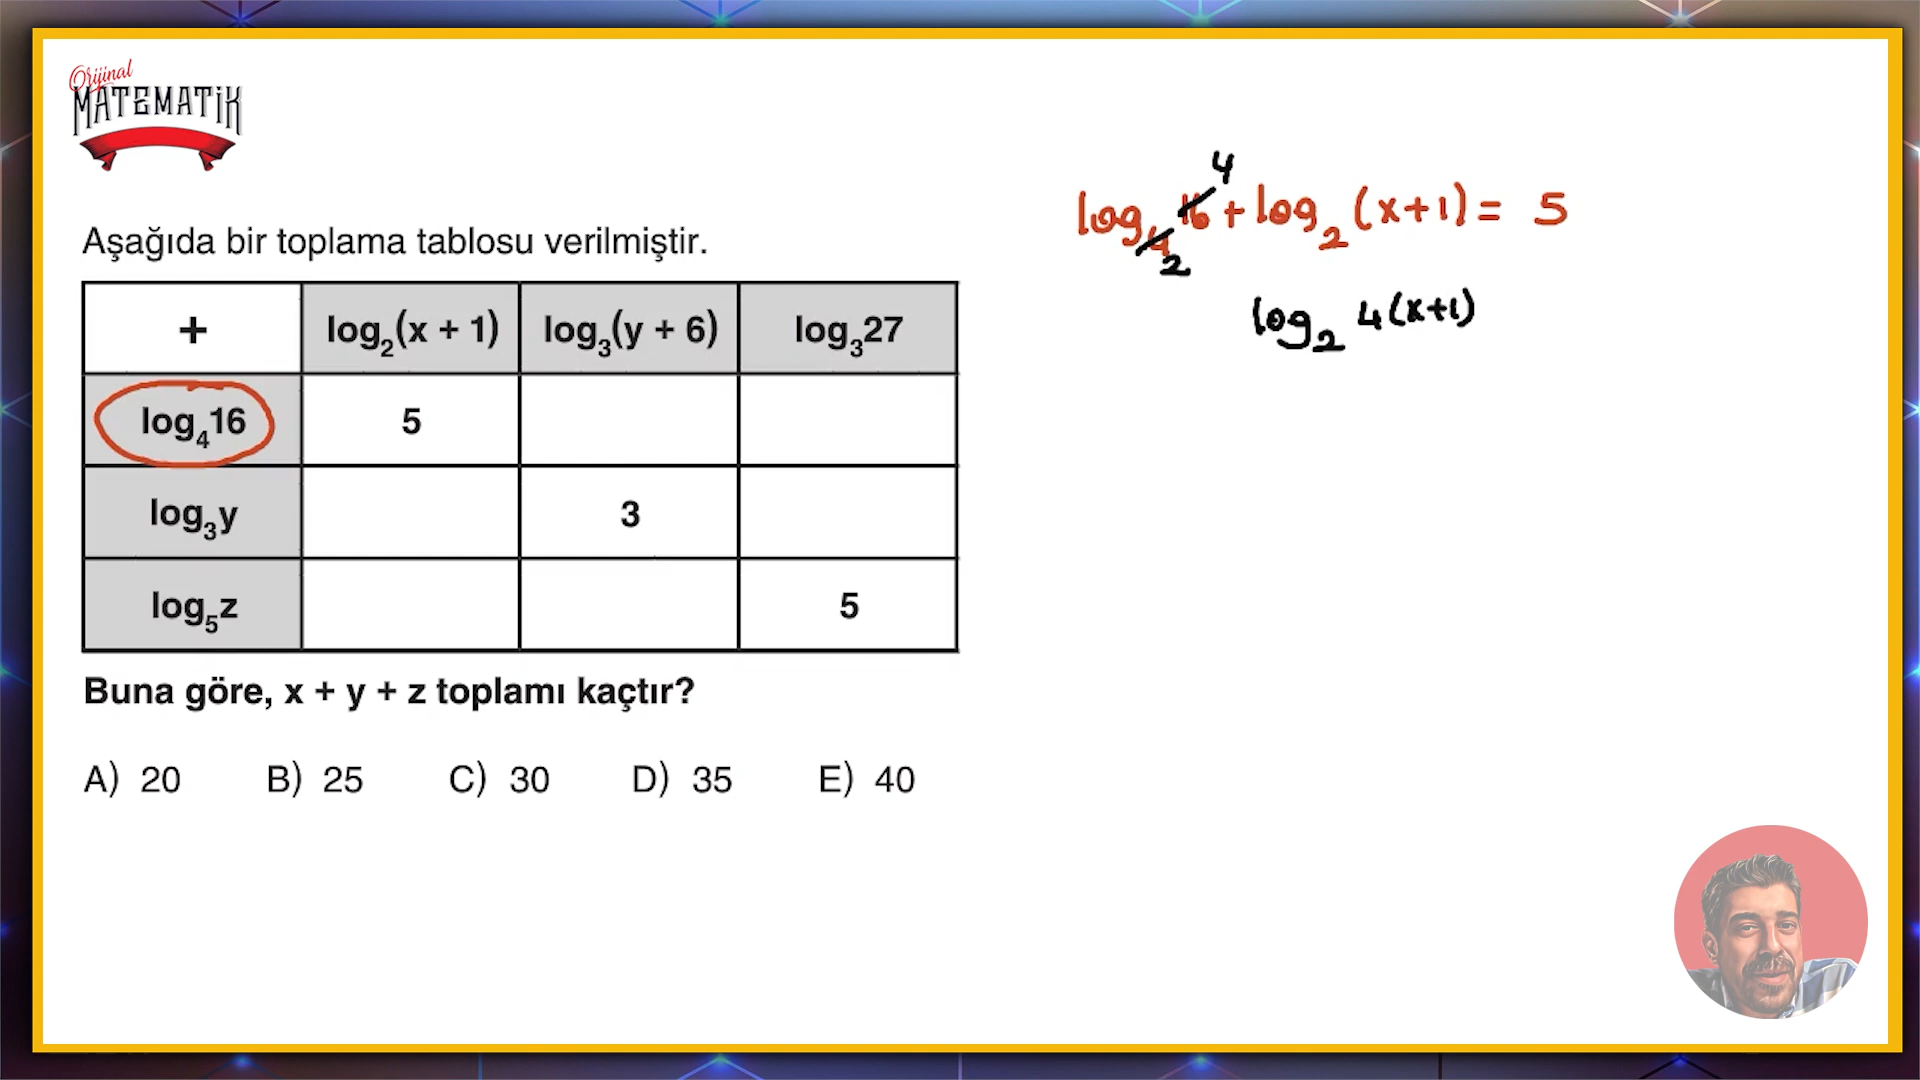 Orijinal
MATEMATİK
Aşağıda bir toplama tablosu verilmiştir.
+ log₂(x + 1) log₃(y + 6) log₃27
log₄16 5
log₃y 3
log₅z 5
Buna göre, x + y + z toplamı kaçtır?
A) 20 B) 25 C) 30 D) 35 E) 40
4
log₄ 16 + log₂ (x+1) = 5
2
log₂ 4(x+1)